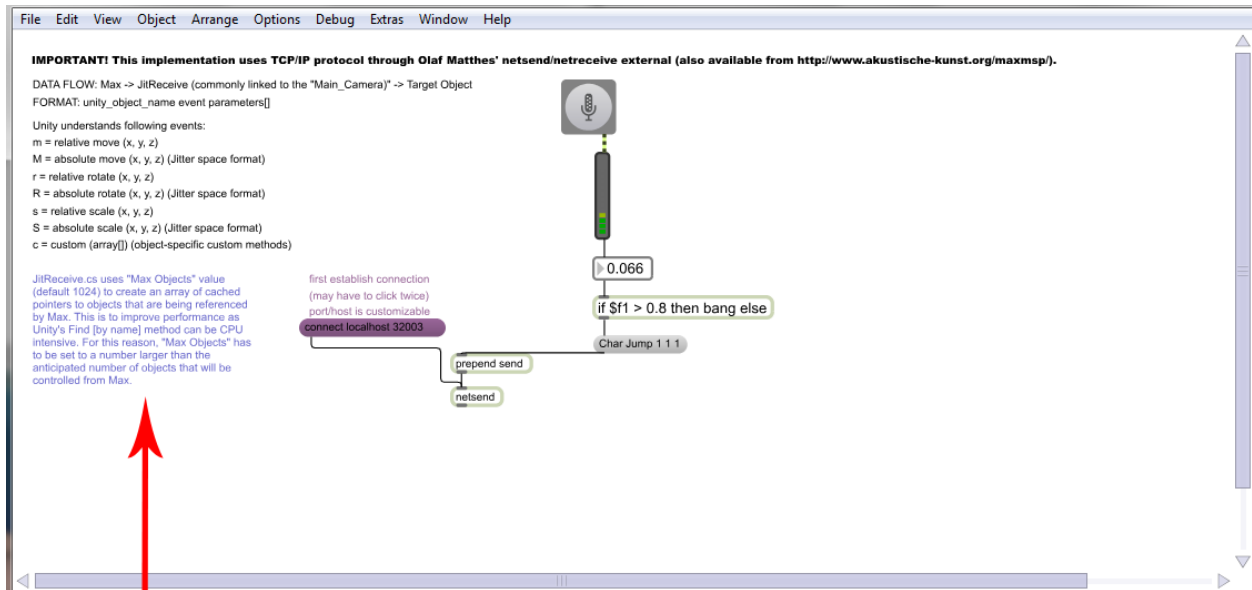 File Edit View Object Arrange Options Debug Extras Window Help
IMPORTANT! This implementation uses TCP/IP protocol through Olaf Matthes' netsend/netreceive external (also available from http://www.akustische-kunst.org/maxmsp/).
DATA FLOW: Max -> JitReceive (commonly linked to the "Main_Camera)" -> Target Object
FORMAT: unity_object_name event parameters[]
Unity understands following events:
m = relative move (x, y, z)
M = absolute move (x, y, z) (Jitter space format)
r = relative rotate (x, y, z)
R = absolute rotate (x, y, z) (Jitter space format)
s = relative scale (x, y, z)
S = absolute scale (x, y, z) (Jitter space format)
c = custom (array[]) (object-specific custom methods)
JitReceive.cs uses "Max Objects" value
(default 1024) to create an array of cached
pointers to objects that are being referenced
by Max. This is to improve performance as
Unity's Find [by name] method can be CPU
intensive. For this reason, "Max Objects" has
to be set to a number larger than the
anticipated number of objects that will be
controlled from Max.
first establish connection
(may have to click twice)
port/host is customizable
connect localhost 32003
0.066
if $f1 > 0.8 then bang else
Char Jump 1 1 1
prepend send
netsend